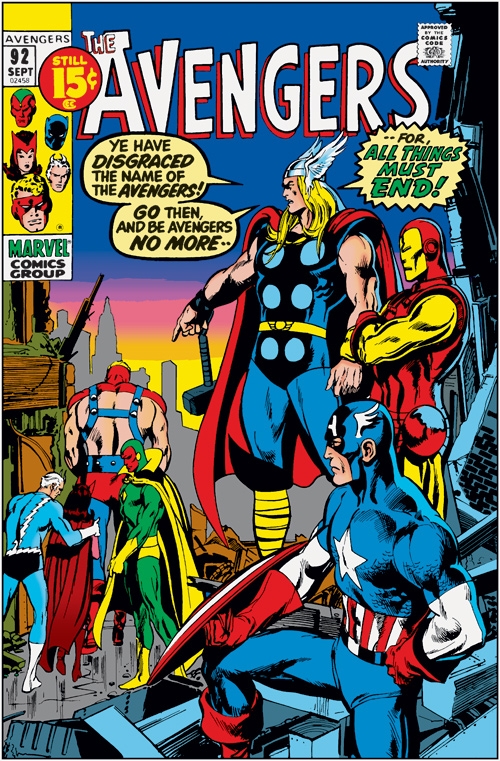 AVENGERS
92
SEPT
02458
STILL
15¢
THE
AVENGERS
APPROVED
BY THE
COMICS
CODE
AUTHORITY
MARVEL
COMICS
GROUP
YE HAVE
DISGRACED
THE NAME OF
THE AVENGERS!
GO THEN,
AND BE AVENGERS
NO MORE--
--FOR,
ALL THINGS
MUST
END!